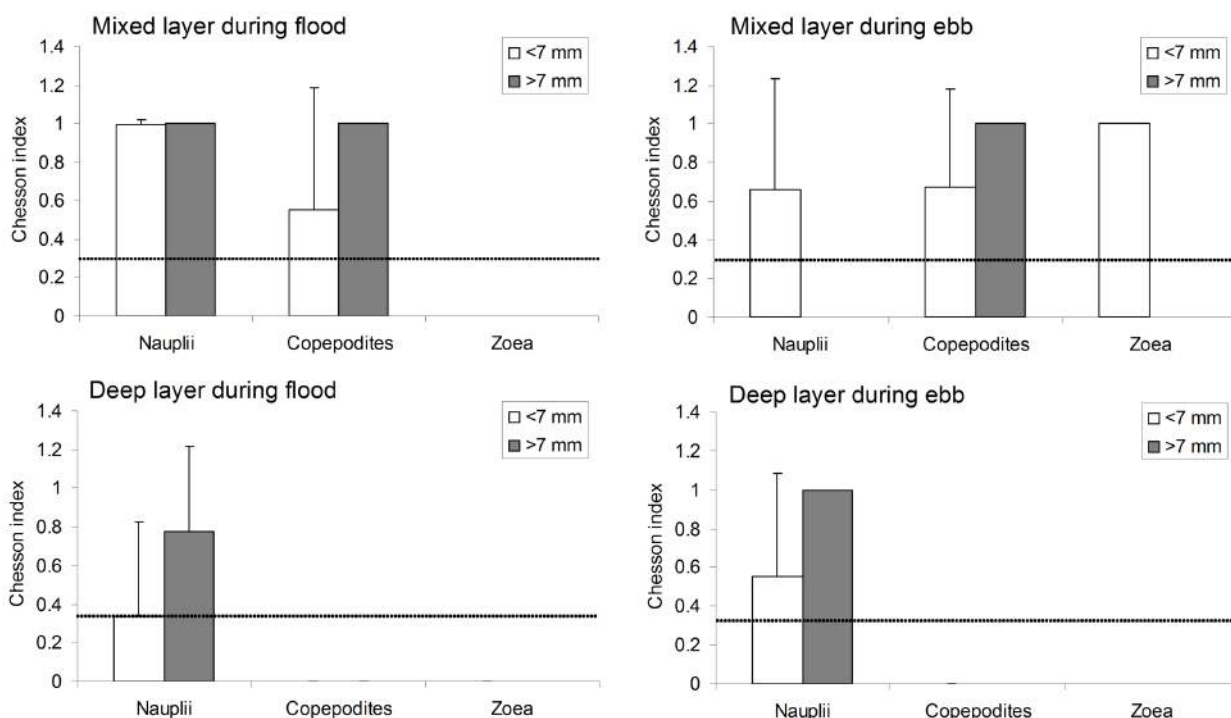 Mixed layer during flood
<7 mm
>7 mm
Chesson index
1.4
1.2
1
0.8
0.6
0.4
0.2
0
Nauplii Copepodites Zoea
Mixed layer during ebb
<7 mm
>7 mm
Chesson index
1.4
1.2
1
0.8
0.6
0.4
0.2
0
Nauplii Copepodites Zoea
Deep layer during flood
<7 mm
>7 mm
Chesson index
1.4
1.2
1
0.8
0.6
0.4
0.2
0
Nauplii Copepodites Zoea
Deep layer during ebb
<7 mm
>7 mm
Chesson index
1.4
1.2
1
0.8
0.6
0.4
0.2
0
Nauplii Copepodites Zoea